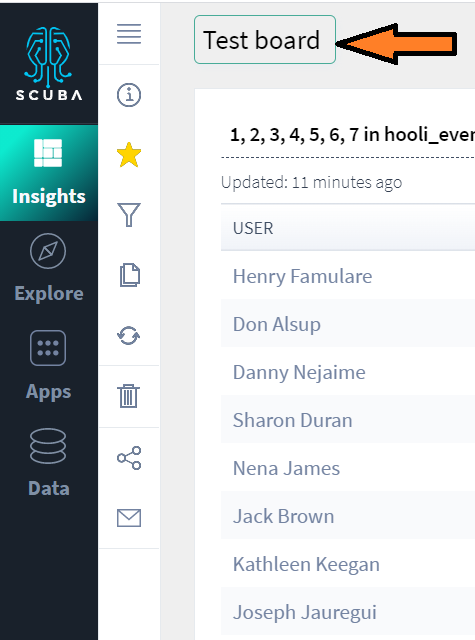 SCUBA
Insights
Explore
Apps
Data
Test board
1, 2, 3, 4, 5, 6, 7 in hooli_even
Updated: 11 minutes ago
USER
Henry Famulare
Don Alsup
Danny Nejaime
Sharon Duran
Nena James
Jack Brown
Kathleen Keegan
Joseph Jauregui